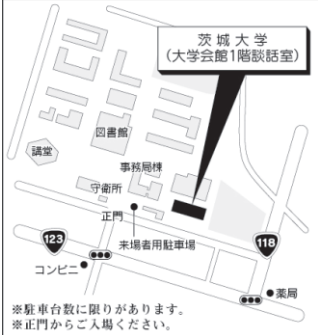 茨城大学
(大学会館1階談話室)
図書館
講堂
事務局棟
守衛所
正門
来場者用駐車場
123
118
コンビニ
薬局
※駐車台数に限りがあります。
※正門からご入場ください。